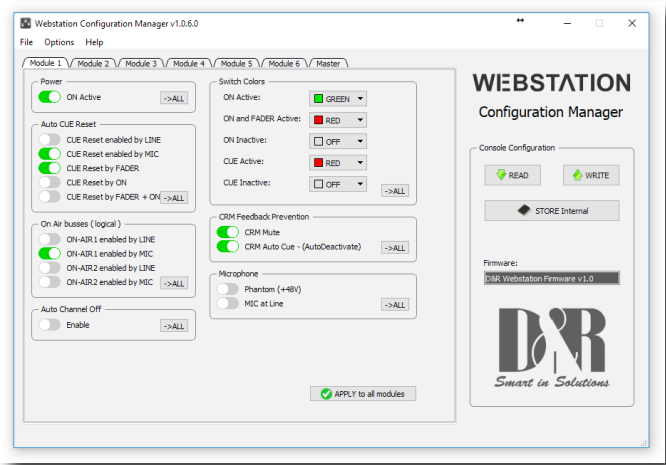 Webstation Configuration Manager v1.0.6.0
File Options Help
Module 1 Module 2 Module 3 Module 4 Module 5 Module 6 Master
Power
ON Active
->ALL
Auto CUE Reset
CUE Reset enabled by LINE
CUE Reset enabled by MIC
CUE Reset by FADER
CUE Reset by ON
CUE Reset by FADER + ON
->ALL
On Air busses ( logical )
ON-AIR1 enabled by LINE
ON-AIR1 enabled by MIC
ON-AIR2 enabled by LINE
ON-AIR2 enabled by MIC
->ALL
Auto Channel Off
Enable
->ALL
Switch Colors
ON Active: GREEN
ON and FADER Active: RED
ON Inactive: OFF
CUE Active: RED
CUE Inactive: OFF
->ALL
CRM Feedback Prevention
CRM Mute
CRM Auto Cue - (AutoDeactivate)
->ALL
Microphone
Phantom (+48V)
MIC at Line
->ALL
APPLY to all modules
WEBSTATION
Configuration Manager
Console Configuration
READ WRITE
STORE Internal
Firmware:
D&R Webstation Firmware v1.0
D&R
Smart in Solutions